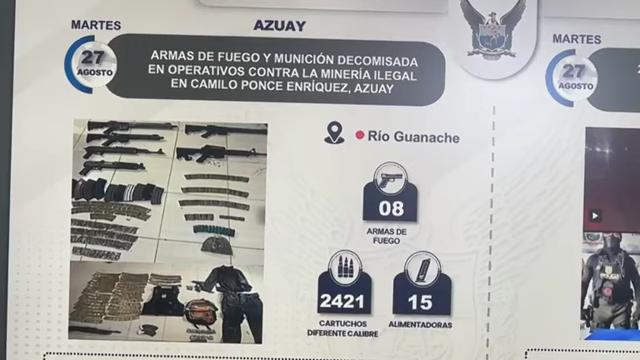 MARTES
27
AGOSTO
AZUAY
ARMAS DE FUEGO Y MUNICIÓN DECOMISADA
EN OPERATIVOS CONTRA LA MINERÍA ILEGAL
EN CAMILO PONCE ENRÍQUEZ, AZUAY
Río Guanache
08
ARMAS DE
FUEGO
2421
CARTUCHOS
DIFERENTE CALIBRE
15
ALIMENTADORAS
MARTES
27
AGOSTO